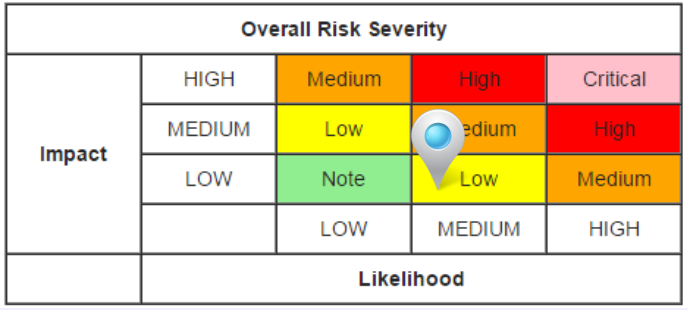 Overall Risk Severity
HIGH Medium High Critical
MEDIUM Low edium High
Impact
LOW Note Low Medium
LOW MEDIUM HIGH
Likelihood